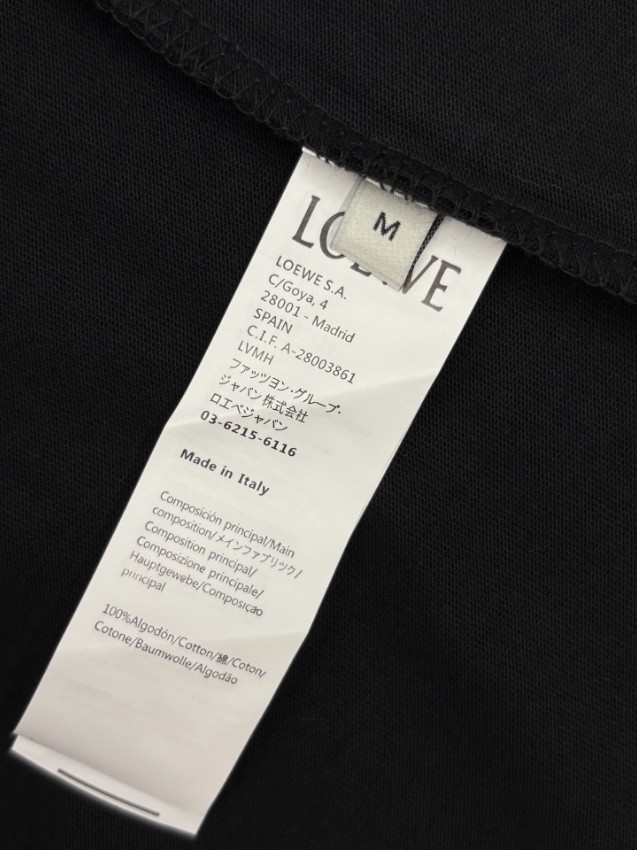 M
LOEWE
LOEWE S.A.
C/Goya, 4
28001 - Madrid
SPAIN
C.I.F. A-28003861
LVMH
ファッツヨン·グループ·
ジャパン株式会社
ロエベジャパン
03-6215-6116
Made in Italy
Composición principal/Main
composition/メインファブリック/
Composition principal/
Composizione principale/
Hauptgewebe/Composição
principal
100%Algodón/Cotton/綿/Coton/
Cotone/Baumwolle/Algodão